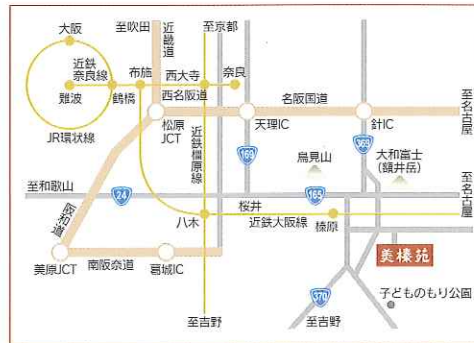 至吹田
近畿道
至京都
大阪
近鉄
奈良線
布施
西大寺
奈良
難波
鶴橋
西名阪道
名阪国道
至名古屋
JR環状線
松原
JCT
近鉄橿原線
天理IC
針IC
169
369
鳥見山
大和富士
(額井岳)
至和歌山
24
165
至名古屋
阪和道
桜井
八木
近鉄大阪線
榛原
美榛苑
美原JCT
南阪奈道
葛城IC
子どものもり公園
370
至吉野
至吉野